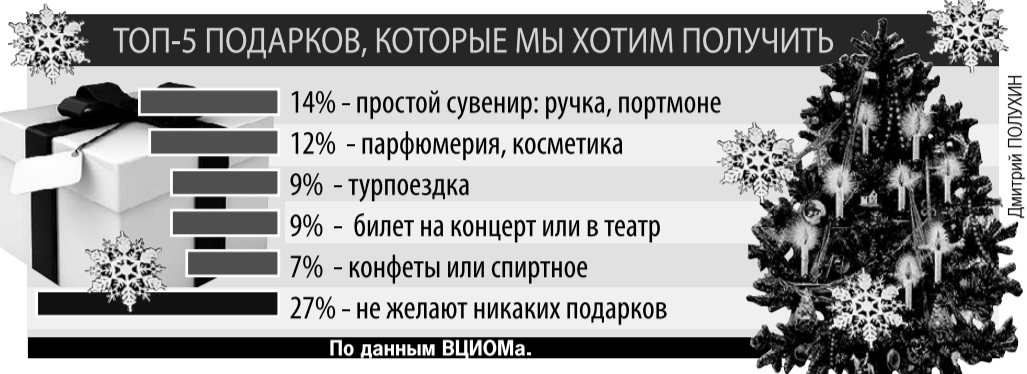 ТОП-5 ПОДАРКОВ, КОТОРЫЕ МЫ ХОТИМ ПОЛУЧИТЬ
14% - простой сувенир: ручка, портмоне
12% - парфюмерия, косметика
9% - турпоездка
9% - билет на концерт или в театр
7% - конфеты или спиртное
27% - не желают никаких подарков
По данным ВЦИОМа.
Дмитрий ПОЛУХИН